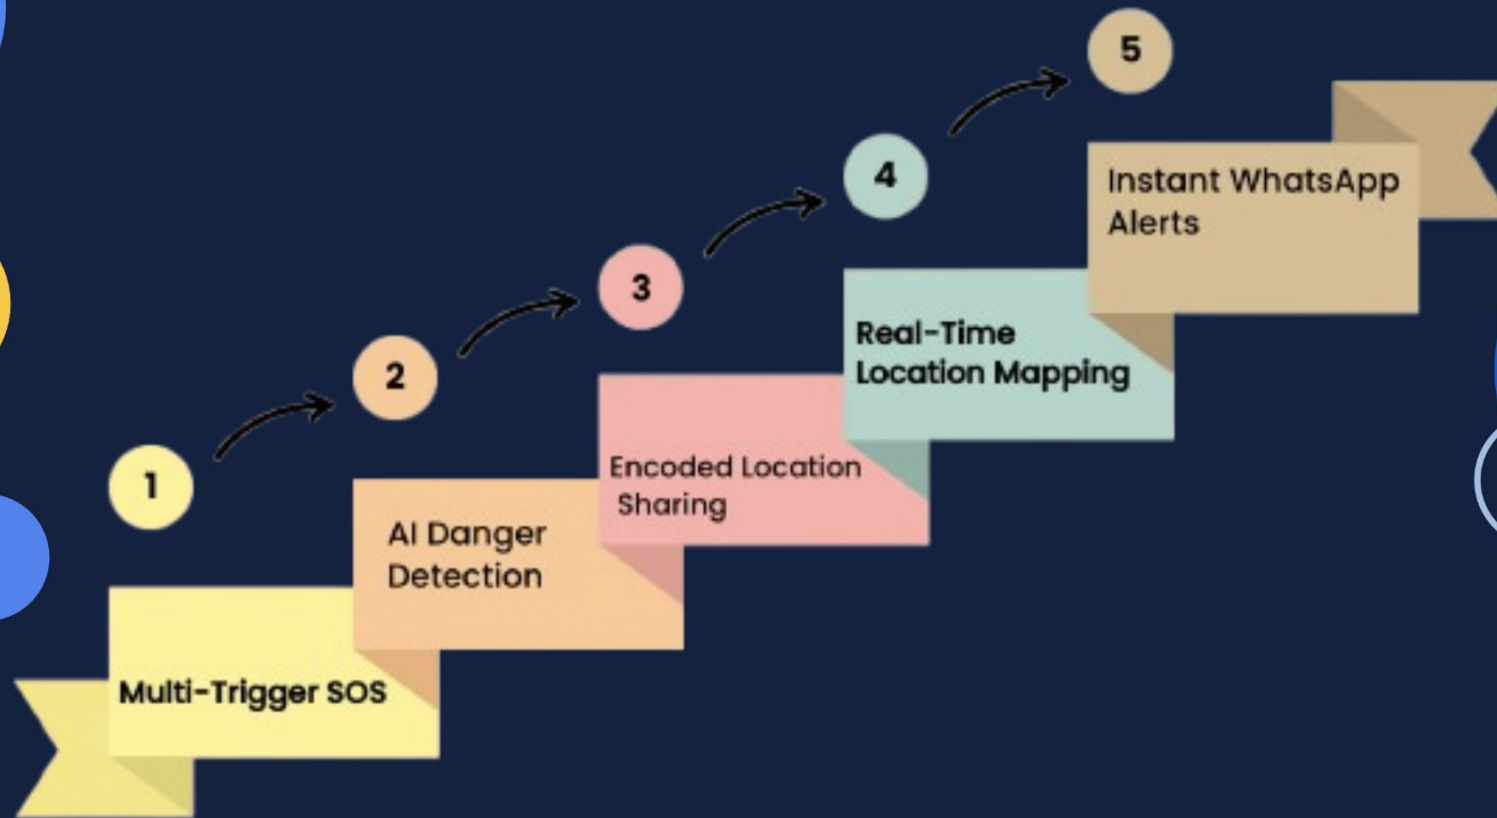 1
Multi-Trigger SOS
2
AI Danger
Detection
3
Encoded Location
Sharing
4
Real-Time
Location Mapping
5
Instant WhatsApp
Alerts